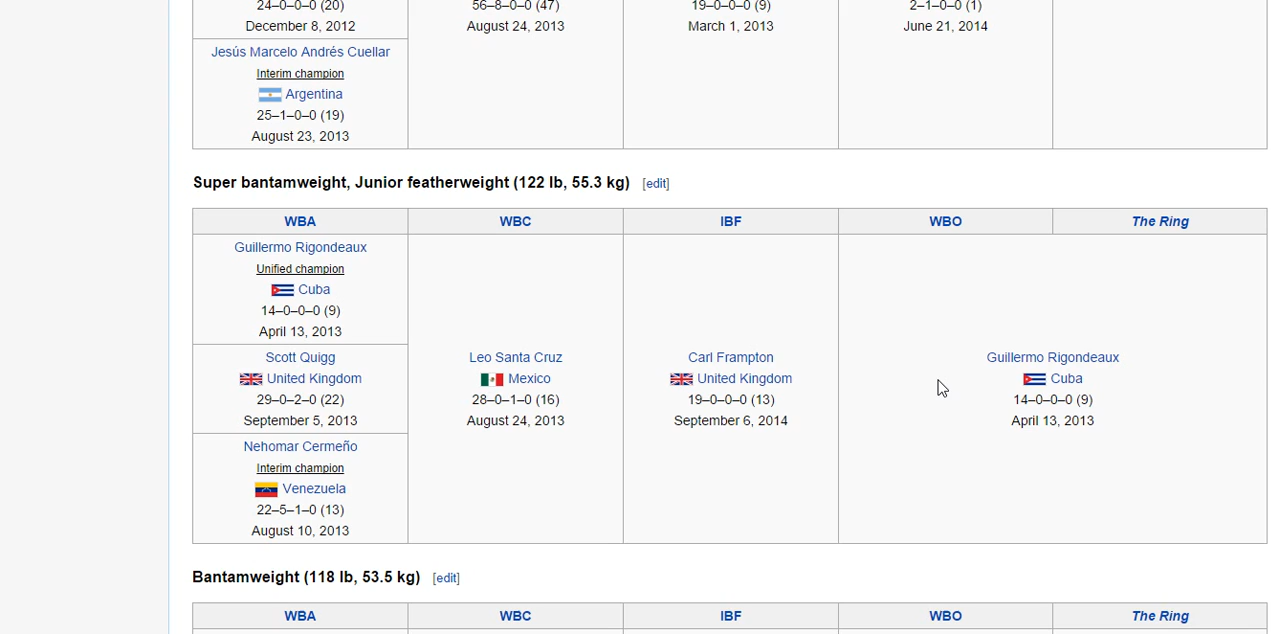 24–0–0–0 (20)
December 8, 2012
56–8–0–0 (47)
August 24, 2013
19–0–0–0 (9)
March 1, 2013
2–1–0–0 (1)
June 21, 2014
Jesús Marcelo Andrés Cuellar
Interim champion
Argentina
25–1–0–0 (19)
August 23, 2013
Super bantamweight, Junior featherweight (122 lb, 55.3 kg) [edit]
WBA
WBC
IBF
WBO
The Ring
Guillermo Rigondeaux
Unified champion
Cuba
14–0–0–0 (9)
April 13, 2013
Scott Quigg
United Kingdom
29–0–2–0 (22)
September 5, 2013
Nehomar Cermeño
Interim champion
Venezuela
22–5–1–0 (13)
August 10, 2013
Leo Santa Cruz
Mexico
28–0–1–0 (16)
August 24, 2013
Carl Frampton
United Kingdom
19–0–0–0 (13)
September 6, 2014
Guillermo Rigondeaux
Cuba
14–0–0–0 (9)
April 13, 2013
Bantamweight (118 lb, 53.5 kg) [edit]
WBA
WBC
IBF
WBO
The Ring